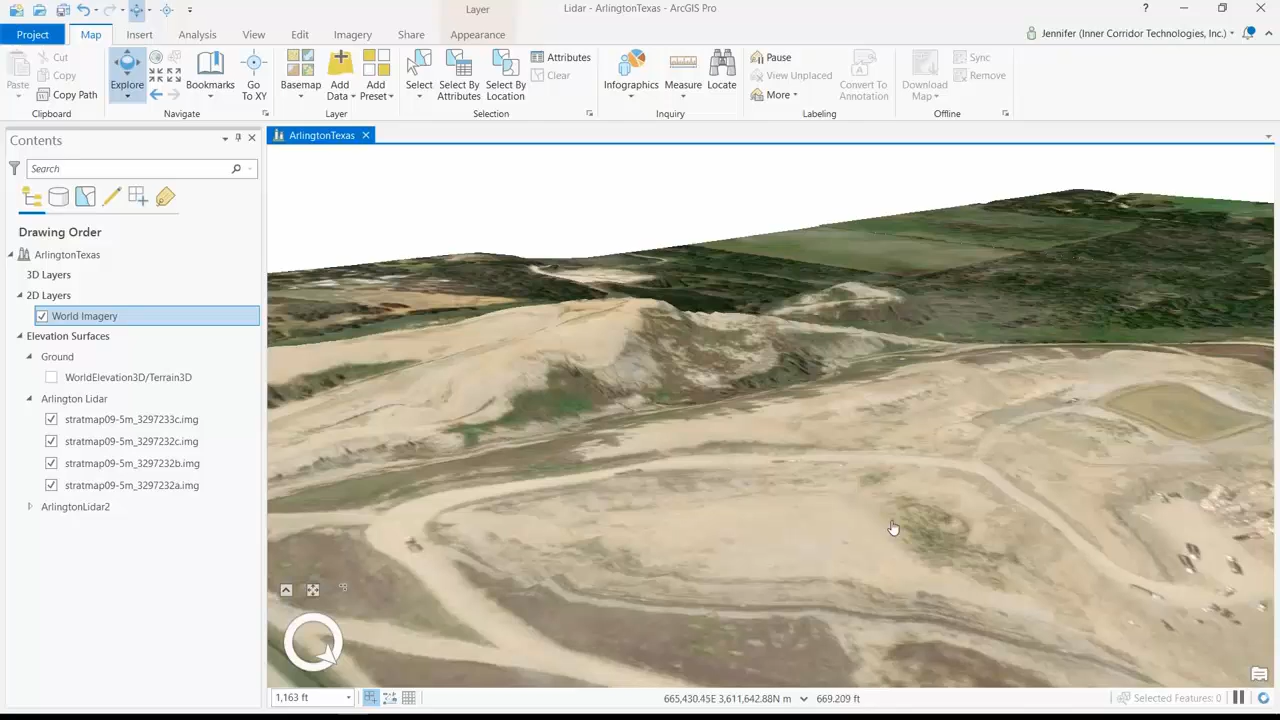 Layer
Lidar - ArlingtonTexas - ArcGIS Pro
?
Project
Map
Insert
Analysis
View
Edit
Imagery
Share
Appearance
Jennifer (Inner Corridor Technologies, Inc.)
Paste
Cut
Copy
Copy Path
Clipboard
Explore
Bookmarks
Go To XY
Navigate
Basemap
Add Data
Add Preset
Layer
Select
Select By Attributes
Select By Location
Attributes
Clear
Selection
Infographics
Measure
Locate
Inquiry
Pause
View Unplaced
More
Convert To Annotation
Labeling
Download Map
Sync
Remove
Offline
Contents
Search
Drawing Order
ArlingtonTexas
3D Layers
2D Layers
World Imagery
Elevation Surfaces
Ground
WorldElevation3D/Terrain3D
Arlington Lidar
stratmap09-5m_3297233c.img
stratmap09-5m_3297232c.img
stratmap09-5m_3297232b.img
stratmap09-5m_3297232a.img
ArlingtonLidar2
ArlingtonTexas
1,163 ft
665,430.45E 3,611,642.88N m
669.209 ft
Selected Features: 0